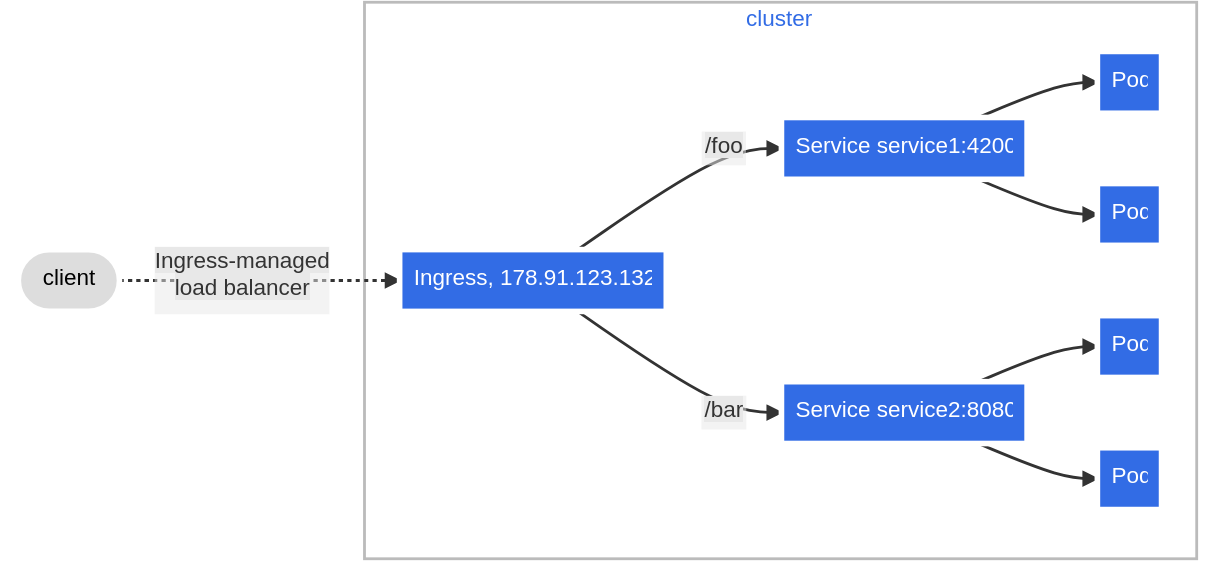 cluster
client
Ingress-managed
load balancer
Ingress, 178.91.123.132
/foo
/bar
Service service1:4200
Service service2:8080
Pod
Pod
Pod
Pod